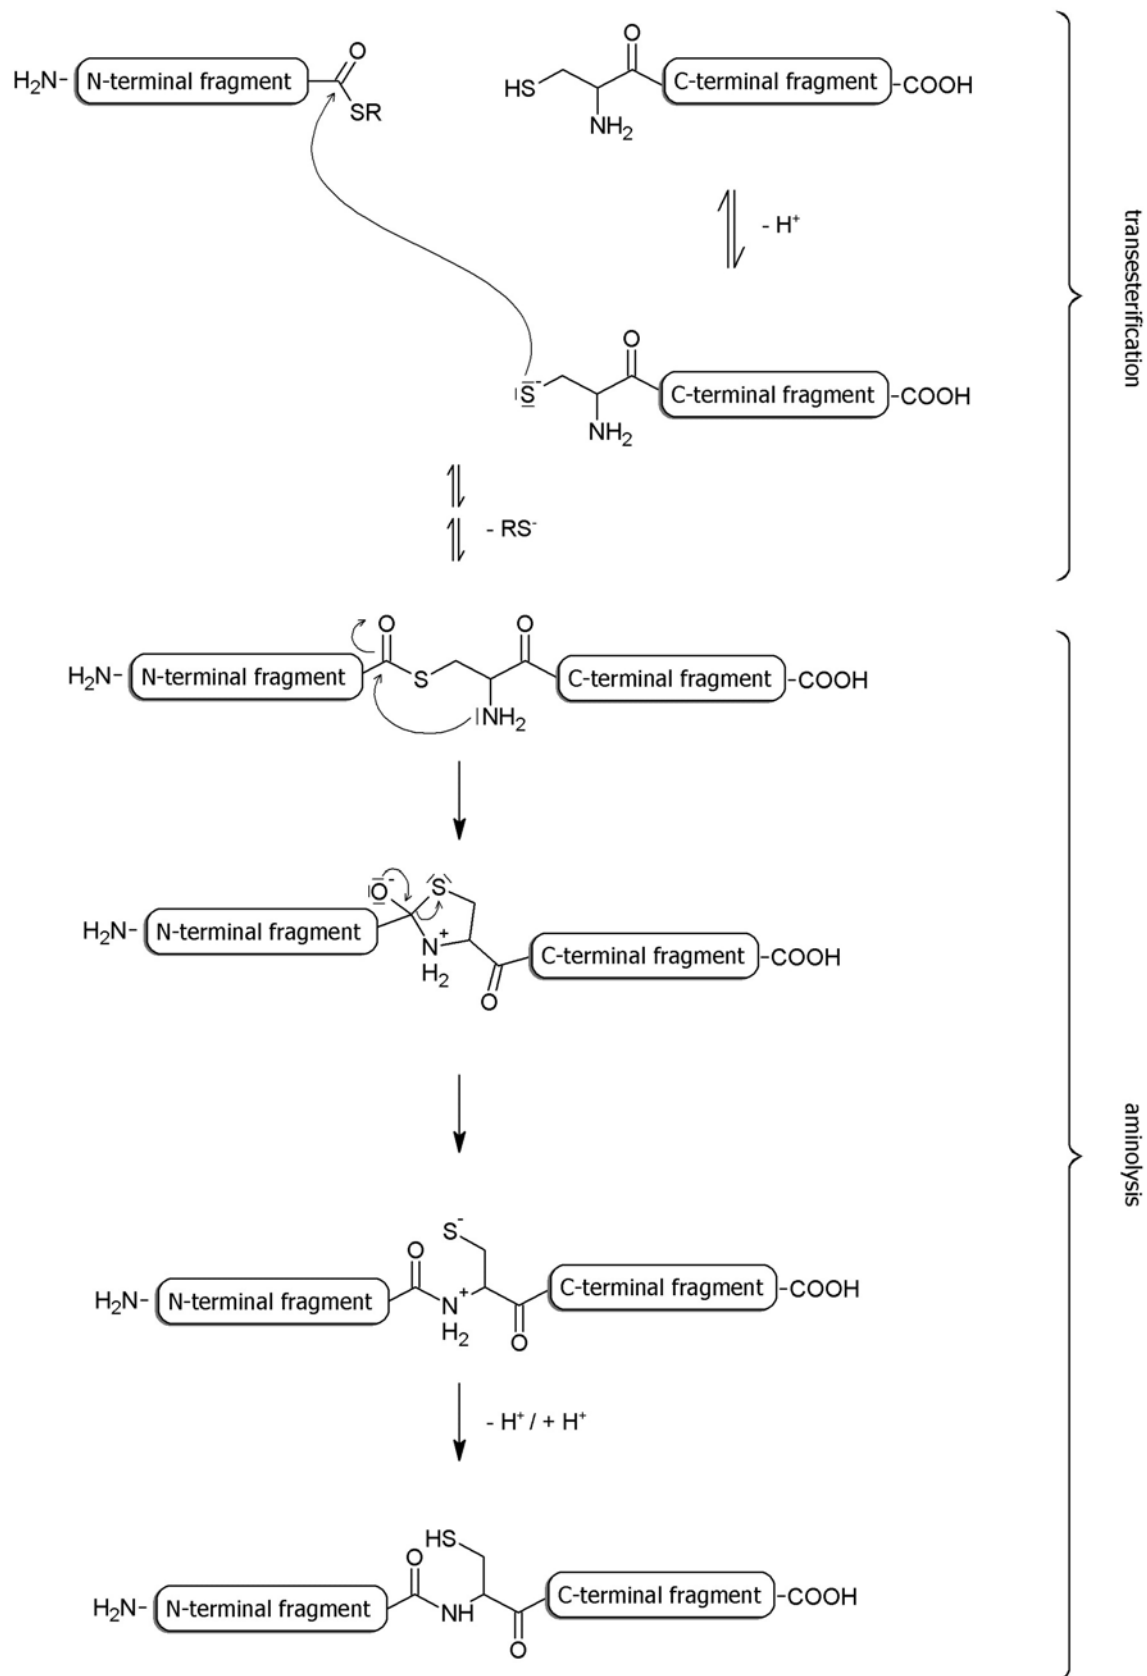 O
H₂N- N-terminal fragment SR
O
HS NH₂ C-terminal fragment -COOH
- H⁺
transesterification
O
|S̲⁻ NH₂ C-terminal fragment -COOH
- RS⁻
O O
H₂N- N-terminal fragment S |NH₂ C-terminal fragment -COOH
|O̲⁻ S
H₂N- N-terminal fragment N⁺ H₂ O C-terminal fragment -COOH
aminolysis
S⁻
O
H₂N- N-terminal fragment N⁺ H₂ O C-terminal fragment -COOH
- H⁺ / + H⁺
HS
O
H₂N- N-terminal fragment NH O C-terminal fragment -COOH